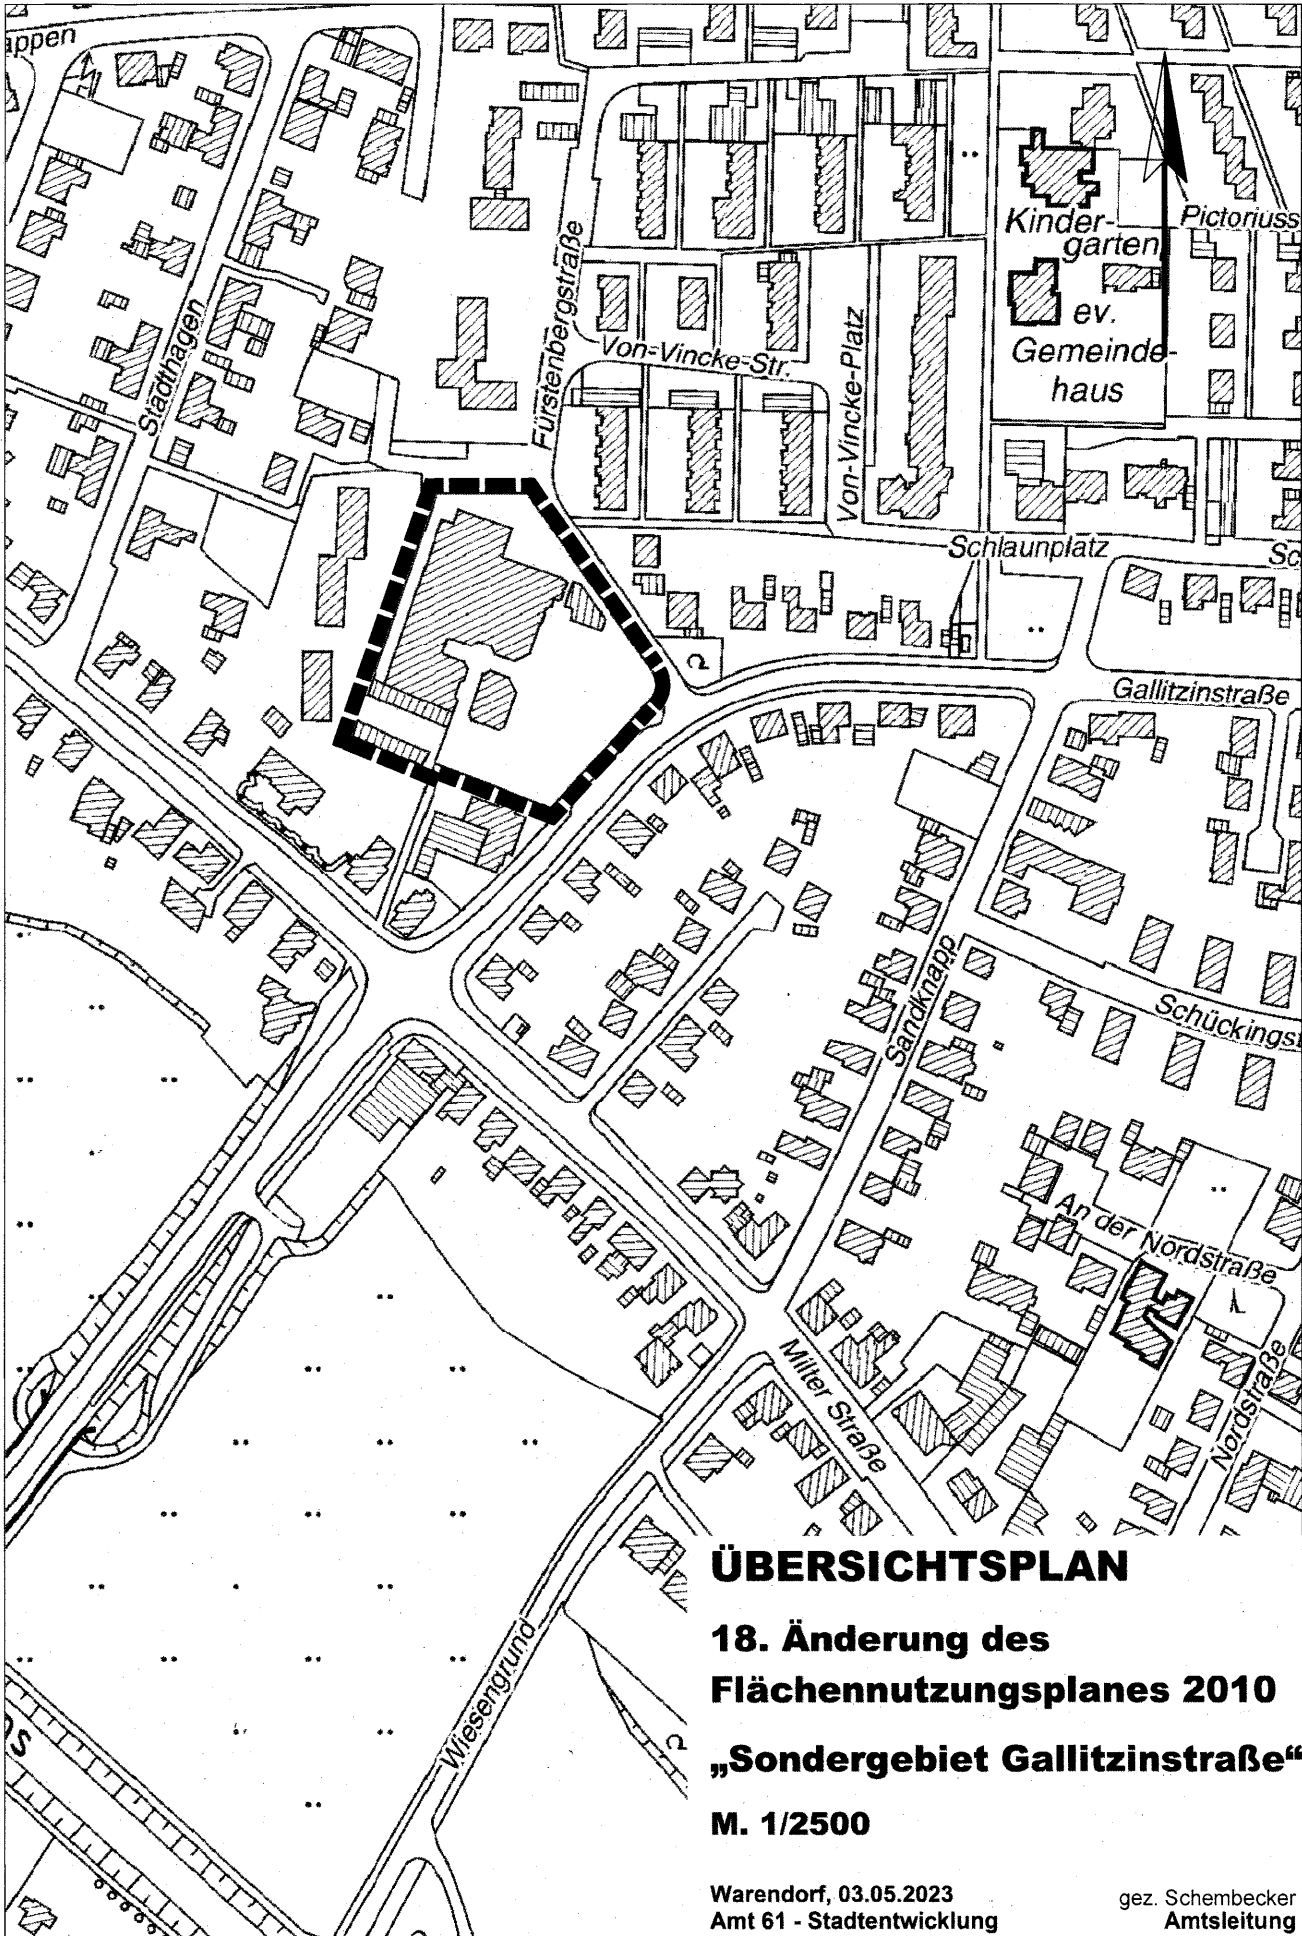 appen
Stadthagen
Fürstenbergstraße
Von-Vincke-Str.
Von-Vincke-Platz
Kinder-
garten
Pictoriuss
ev.
Gemeinde-
haus
Schlaunplatz
Sc
Gallitzinstraße
Sandknapp
Schückingst
An der Nordstraße
Nordstraße
Milter Straße
Wiesengrund
ns
ÜBERSICHTSPLAN
18. Änderung des
Flächennutzungsplanes 2010
„Sondergebiet Gallitzinstraße“
M. 1/2500
Warendorf, 03.05.2023
Amt 61 - Stadtentwicklung
gez. Schembecker
Amtsleitung